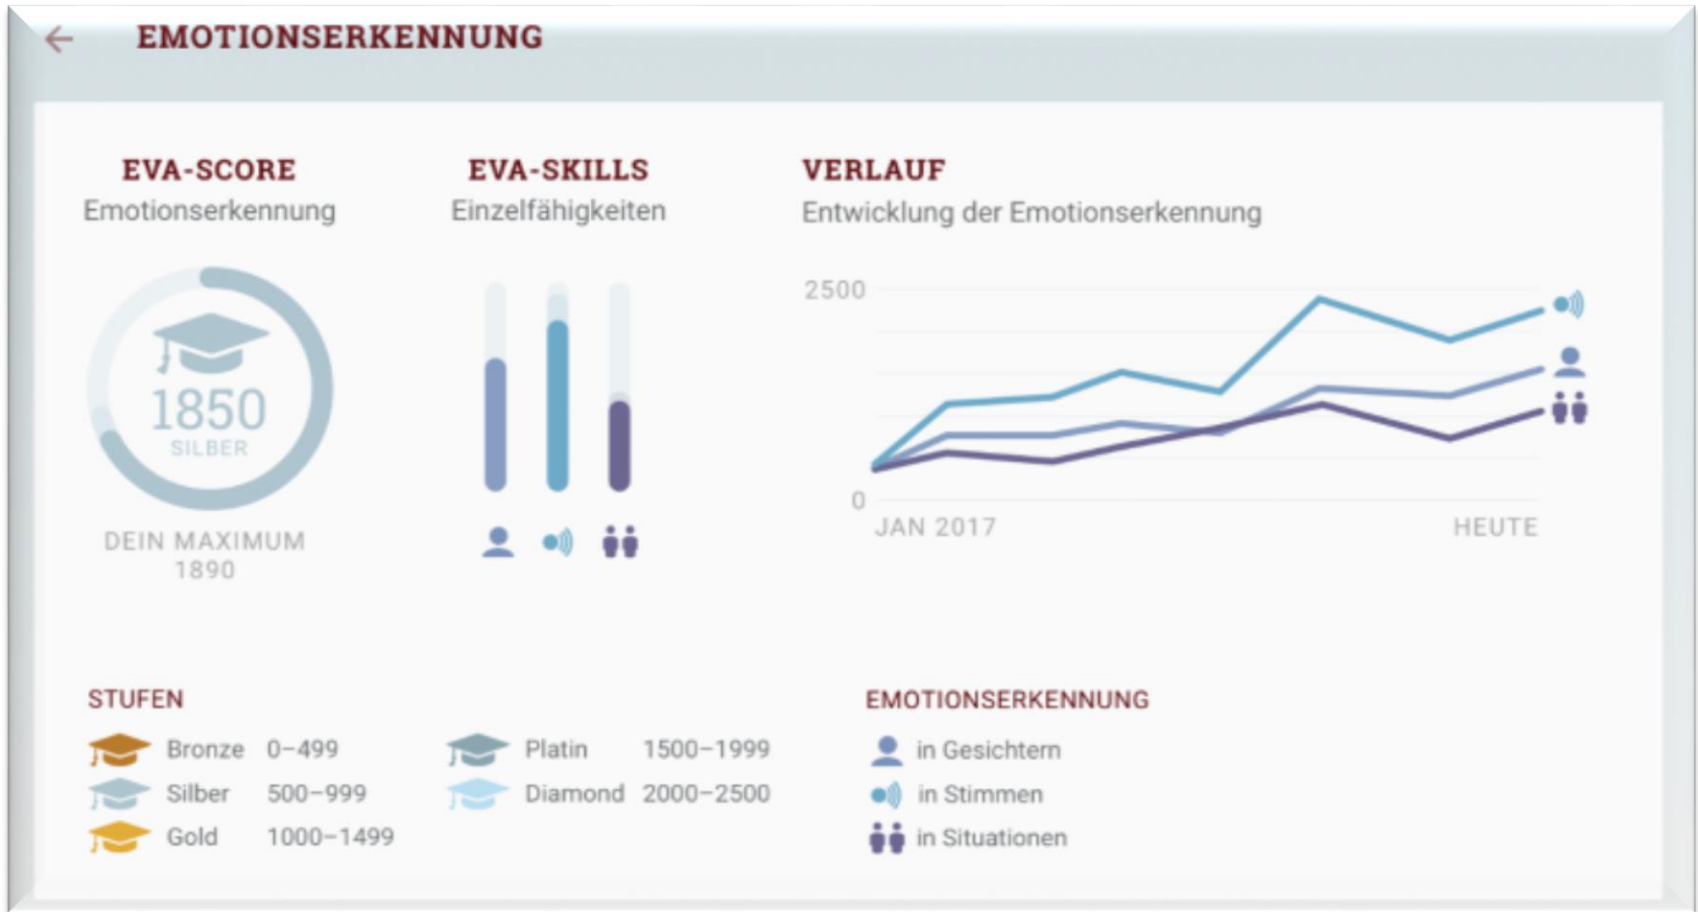 EMOTIONSERKENNUNG
EVA-SCORE
Emotionserkennung
1850
SILBER
DEIN MAXIMUM
1890
EVA-SKILLS
Einzelfähigkeiten
VERLAUF
Entwicklung der Emotionserkennung
2500
0
JAN 2017 HEUTE
STUFEN
Bronze 0–499
Silber 500–999
Gold 1000–1499
Platin 1500–1999
Diamond 2000–2500
EMOTIONSERKENNUNG
in Gesichtern
in Stimmen
in Situationen